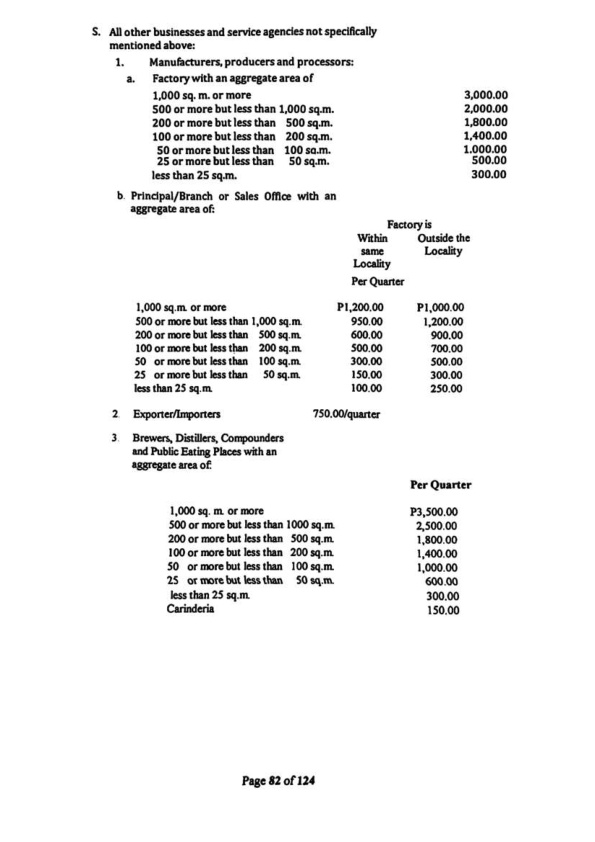 S. All other businesses and service agencies not specifically
mentioned above:
1. Manufacturers, producers and processors:
a. Factory with an aggregate area of
1,000 sq. m. or more 3,000.00
500 or more but less than 1,000 sq.m. 2,000.00
200 or more but less than 500 sq.m. 1,800.00
100 or more but less than 200 sq.m. 1,400.00
50 or more but less than 100 sq.m. 1.000.00
25 or more but less than 50 sq.m. 500.00
less than 25 sq.m. 300.00
b. Principal/Branch or Sales Office with an
aggregate area of:
Factory is
Within Outside the
same Locality
Locality
Per Quarter
1,000 sq.m. or more P1,200.00 P1,000.00
500 or more but less than 1,000 sq.m. 950.00 1,200.00
200 or more but less than 500 sq.m. 600.00 900,00
100 or more but less than 200 sq.m. 500.00 700,00
50 or more but less than 100 sq.m. 300.00 500.00
25 or more but less than 50 sq.m. 150.00 300.00
less than 25 sq.m. 100.00 250.00
2. Exporter/Importers 750.00/quarter
3. Brewers, Distillers, Compounders
and Public Eating Places with an
aggregate area of:
Per Quarter
1,000 sq. m. or more P3,500.00
500 or more but less than 1000 sq.m. 2,500.00
200 or more but less than 500 sq.m. 1,800.00
100 or more but less than 200 sq.m. 1,400.00
50 or more but less than 100 sq.m. 1,000.00
25 or more but less than 50 sq.m. 600.00
less than 25 sq.m. 300.00
Carinderia 150.00
Page 82 of 124